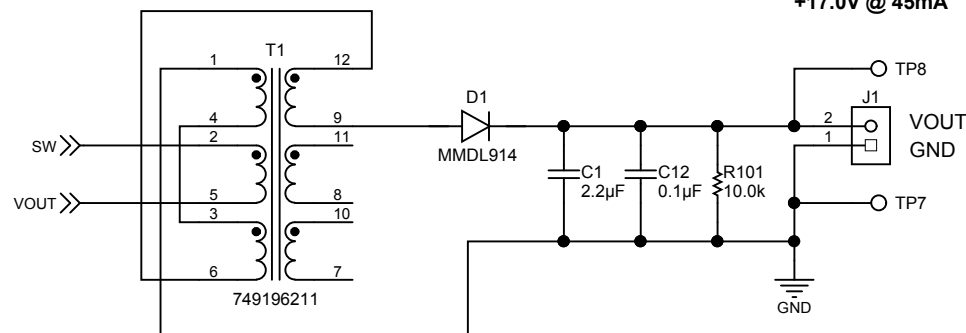 +17.0V @ 45mA
T1
1
12
TP8
D1
J1
4
9
2
VOUT
MMDL914
SW
2
11
1
GND
C1
2.2µF
C12
0.1µF
R101
10.0k
VOUT
5
8
TP7
3
10
6
7
749196211
GND